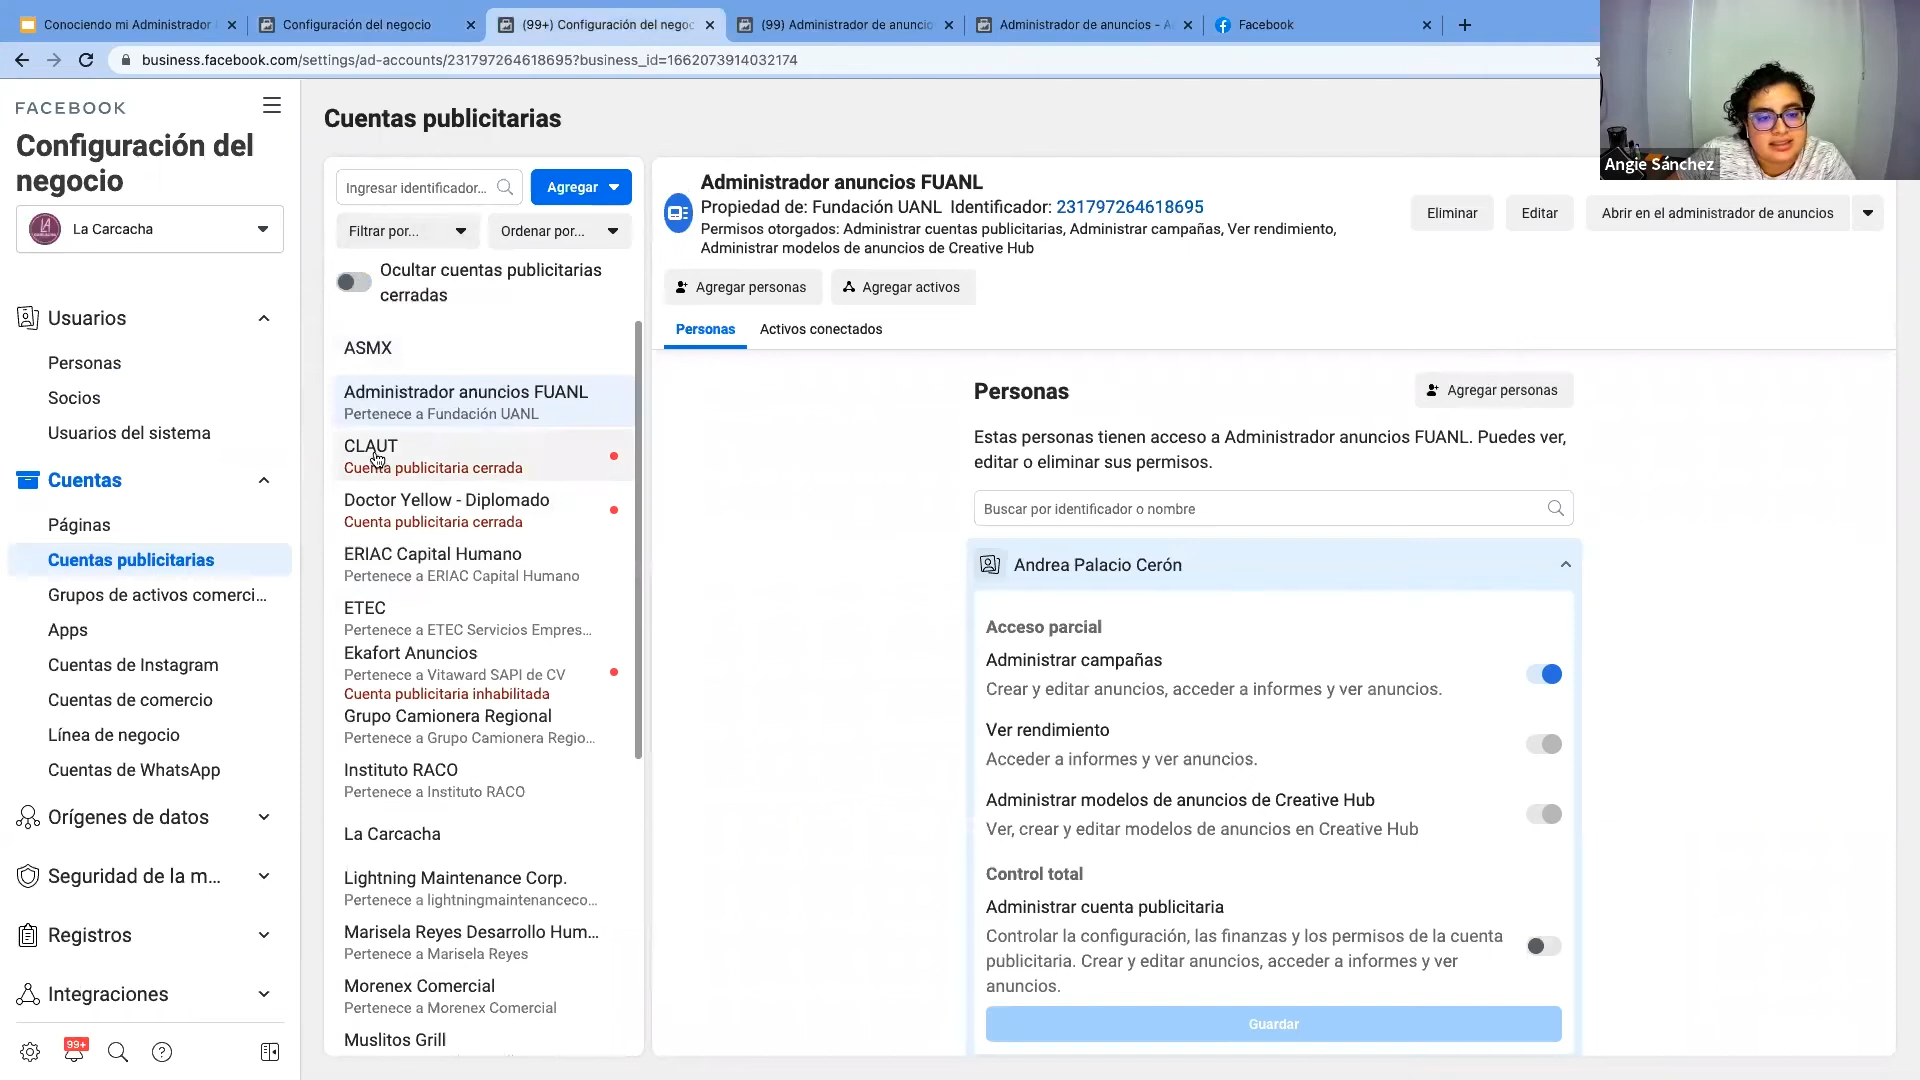 Conociendo mi Administrador
Configuración del negocio
(99+) Configuración del negoc
(99) Administrador de anuncio
Administrador de anuncios - A
Facebook
business.facebook.com/settings/ad-accounts/231797264618695?business_id=1662073914032174
FACEBOOK
Configuración del
negocio
La Carcacha
Usuarios
Personas
Socios
Usuarios del sistema
Cuentas
Páginas
Cuentas publicitarias
Grupos de activos comerci...
Apps
Cuentas de Instagram
Cuentas de comercio
Línea de negocio
Cuentas de WhatsApp
Orígenes de datos
Seguridad de la m...
Registros
Integraciones
99+
Cuentas publicitarias
Ingresar identificador...
Agregar
Filtrar por...
Ordenar por...
Ocultar cuentas publicitarias
cerradas
ASMX
Administrador anuncios FUANL
Pertenece a Fundación UANL
CLAUT
Cuenta publicitaria cerrada
Doctor Yellow - Diplomado
Cuenta publicitaria cerrada
ERIAC Capital Humano
Pertenece a ERIAC Capital Humano
ETEC
Pertenece a ETEC Servicios Empres...
Ekafort Anuncios
Pertenece a Vitaward SAPI de CV
Cuenta publicitaria inhabilitada
Grupo Camionera Regional
Pertenece a Grupo Camionera Regio...
Instituto RACO
Pertenece a Instituto RACO
La Carcacha
Lightning Maintenance Corp.
Pertenece a lightningmaintenanceco...
Marisela Reyes Desarrollo Hum...
Pertenece a Marisela Reyes
Morenex Comercial
Pertenece a Morenex Comercial
Muslitos Grill
Administrador anuncios FUANL
Propiedad de: Fundación UANL Identificador: 231797264618695
Permisos otorgados: Administrar cuentas publicitarias, Administrar campañas, Ver rendimiento,
Administrar modelos de anuncios de Creative Hub
Eliminar
Editar
Abrir en el administrador de anuncios
Agregar personas
Agregar activos
Personas
Activos conectados
Personas
Agregar personas
Estas personas tienen acceso a Administrador anuncios FUANL. Puedes ver,
editar o eliminar sus permisos.
Buscar por identificador o nombre
Andrea Palacio Cerón
Acceso parcial
Administrar campañas
Crear y editar anuncios, acceder a informes y ver anuncios.
Ver rendimiento
Acceder a informes y ver anuncios.
Administrar modelos de anuncios de Creative Hub
Ver, crear y editar modelos de anuncios en Creative Hub
Control total
Administrar cuenta publicitaria
Controlar la configuración, las finanzas y los permisos de la cuenta
publicitaria. Crear y editar anuncios, acceder a informes y ver
anuncios.
Guardar
Angie Sánchez